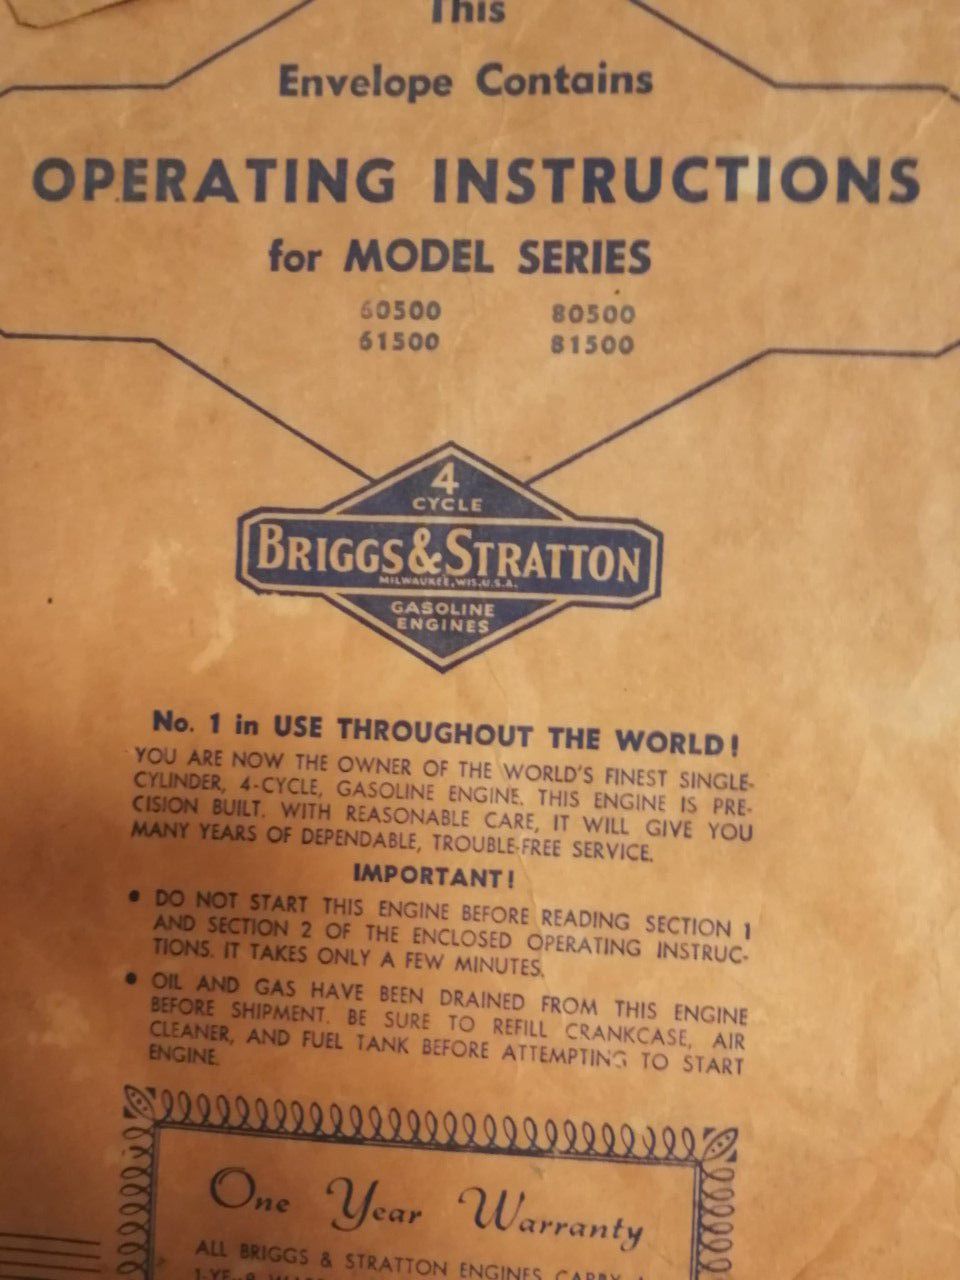 This
Envelope Contains
OPERATING INSTRUCTIONS
for MODEL SERIES
60500 80500
61500 81500
4
CYCLE
BRIGGS & STRATTON
MILWAUKEE, WIS. U.S.A.
GASOLINE
ENGINES
No. 1 in USE THROUGHOUT THE WORLD!
YOU ARE NOW THE OWNER OF THE WORLD'S FINEST SINGLE-
CYLINDER, 4-CYCLE, GASOLINE ENGINE. THIS ENGINE IS PRE-
CISION BUILT. WITH REASONABLE CARE, IT WILL GIVE YOU
MANY YEARS OF DEPENDABLE, TROUBLE-FREE SERVICE.
IMPORTANT!
• DO NOT START THIS ENGINE BEFORE READING SECTION 1
AND SECTION 2 OF THE ENCLOSED OPERATING INSTRUC-
TIONS. IT TAKES ONLY A FEW MINUTES.
• OIL AND GAS HAVE BEEN DRAINED FROM THIS ENGINE
BEFORE SHIPMENT. BE SURE TO REFILL CRANKCASE, AIR
CLEANER, AND FUEL TANK BEFORE ATTEMPTING TO START
ENGINE.
One Year Warranty
ALL BRIGGS & STRATTON ENGINES CARRY